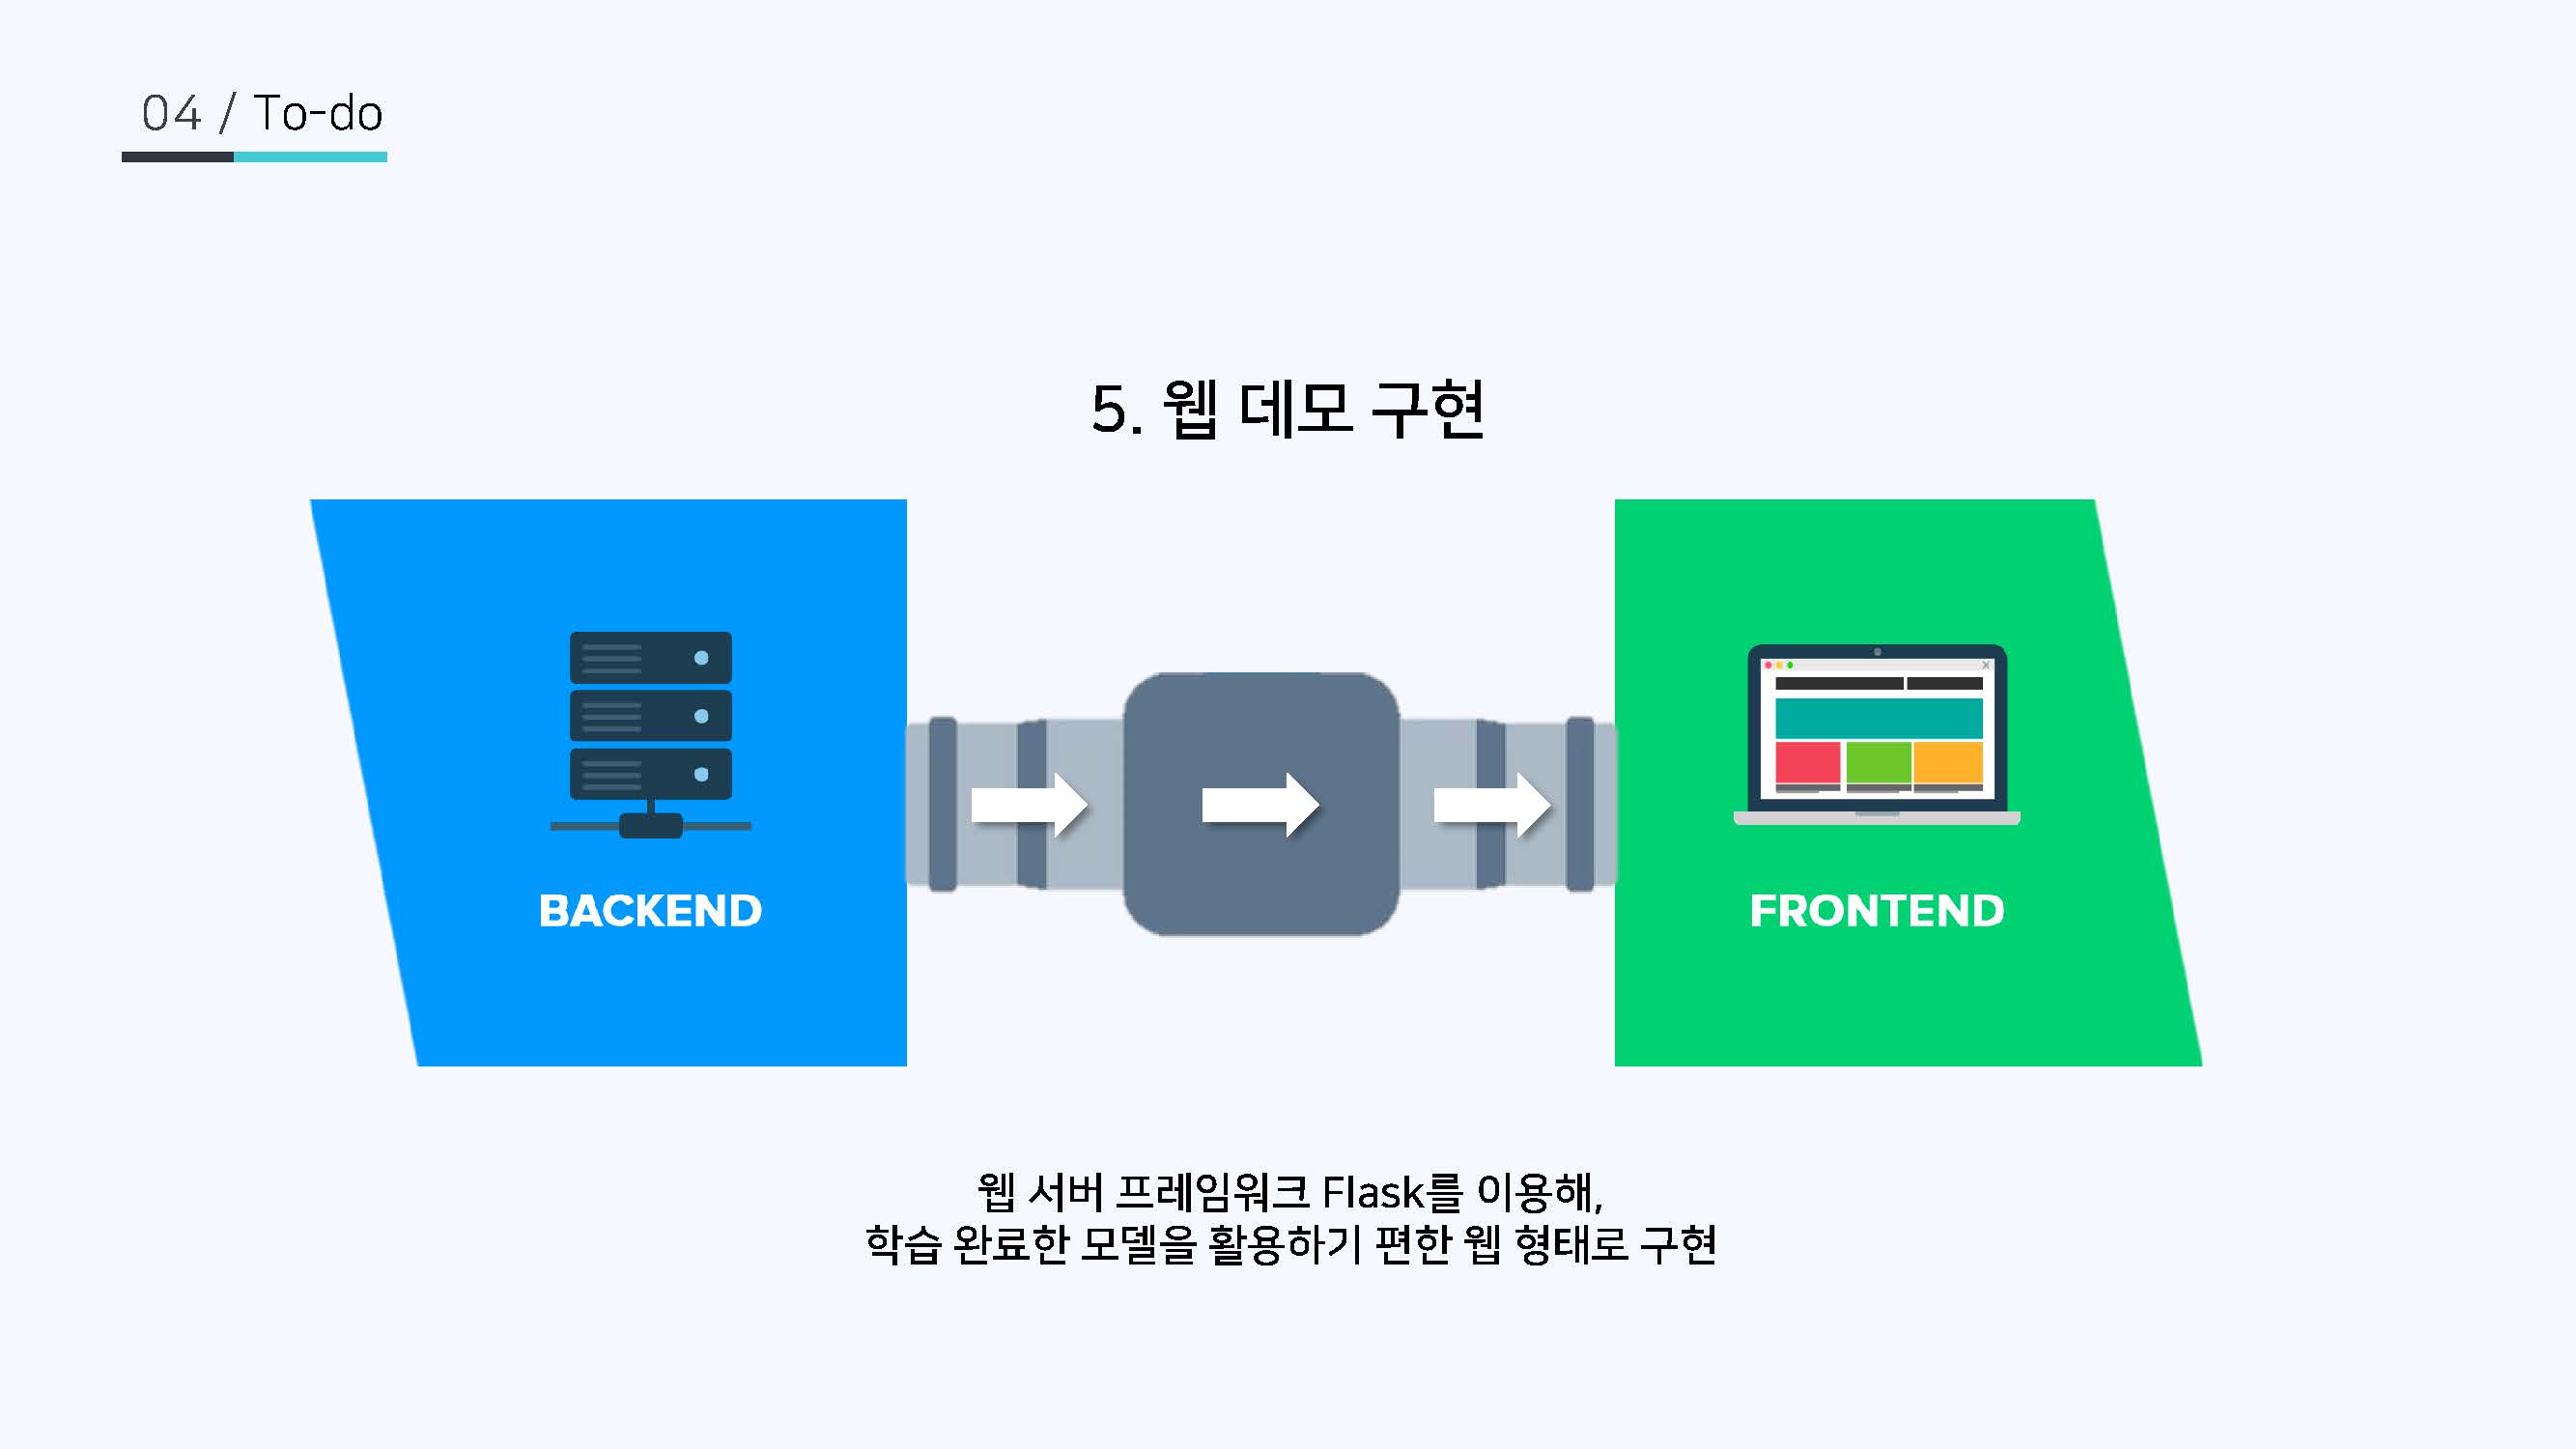 04 / To-do
5. 웹 데모 구현
BACKEND
FRONTEND
웹 서버 프레임워크 Flask를 이용해,
학습 완료한 모델을 활용하기 편한 웹 형태로 구현